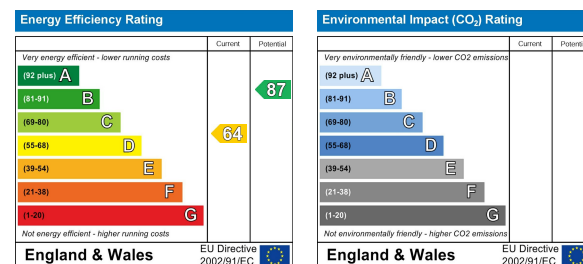 Energy Efficiency Rating
Current Potential
Very energy efficient - lower running costs
(92 plus) A
(81-91) B
87
(69-80) C
64
(55-68) D
(39-54) E
(21-38) F
(1-20) G
Not energy efficient - higher running costs
England & Wales
EU Directive
2002/91/EC
Environmental Impact (CO₂) Rating
Current Potential
Very environmentally friendly - lower CO2 emissions
(92 plus) A
(81-91) B
(69-80) C
(55-68) D
(39-54) E
(21-38) F
(1-20) G
Not environmentally friendly - higher CO2 emissions
England & Wales
EU Directive
2002/91/EC